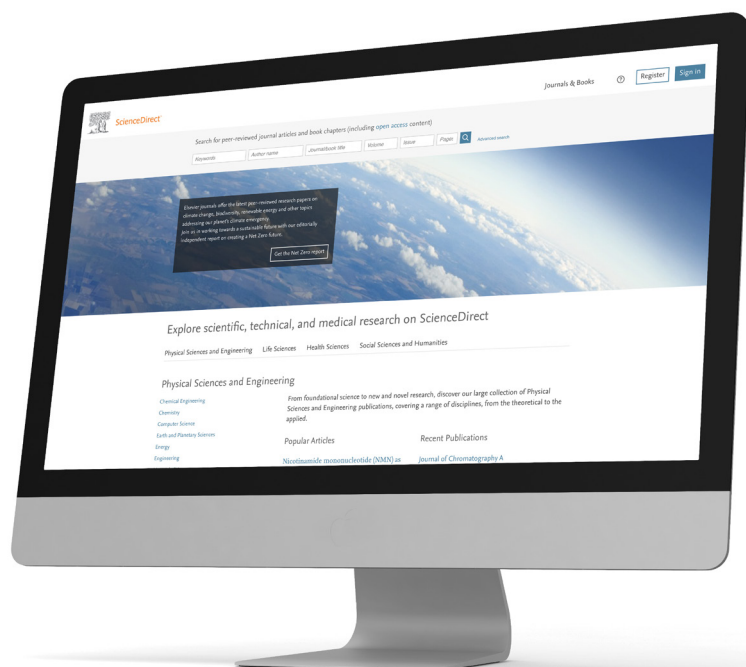 ScienceDirect
Journals & Books
?
Register
Sign in
Search for peer-reviewed journal articles and book chapters (including open access content)
Keywords
Author name
Journal/book title
Volume
Issue
Pages
Advanced search
Elsevier journals offer the latest peer-reviewed research papers on
climate change, biodiversity, renewable energy and other topics
addressing our planet's climate emergency.
Join us in working towards a sustainable future with our editorially
independent report on creating a Net Zero future.
Get the Net Zero report
Explore scientific, technical, and medical research on ScienceDirect
Physical Sciences and Engineering
Life Sciences
Health Sciences
Social Sciences and Humanities
Physical Sciences and Engineering
Chemical Engineering
Chemistry
Computer Science
Earth and Planetary Sciences
Energy
Engineering
From foundational science to new and novel research, discover our large collection of Physical
Sciences and Engineering publications, covering a range of disciplines, from the theoretical to the
applied.
Popular Articles
Nicotinamide mononucleotide (NMN) as
Recent Publications
Journal of Chromatography A